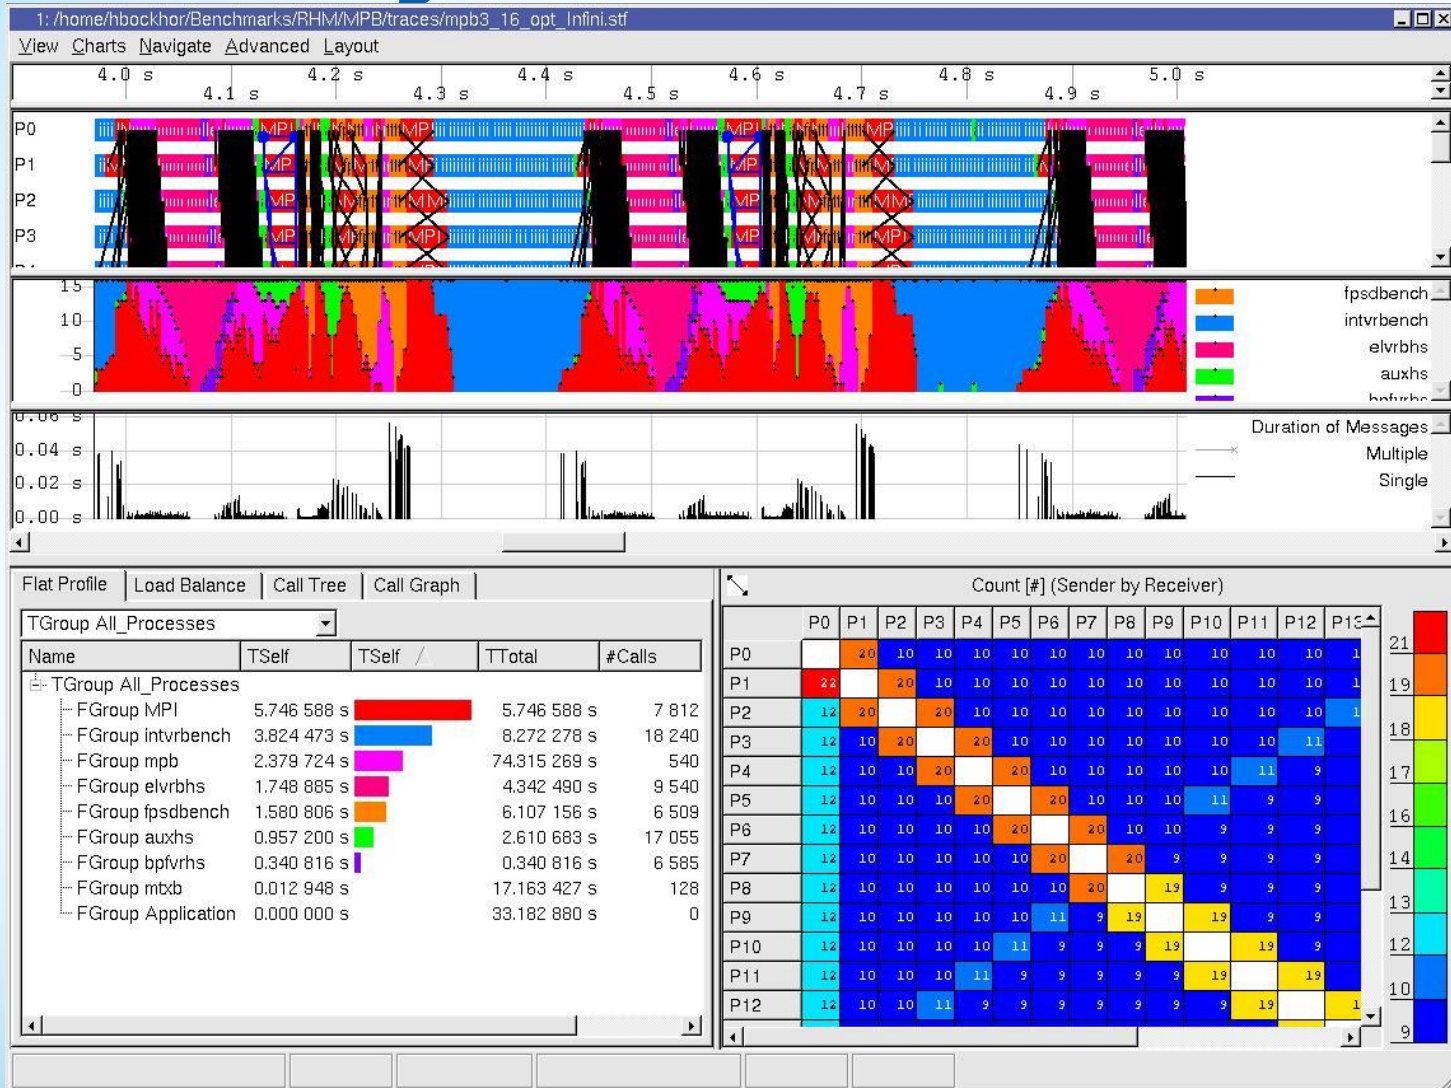 1: /home/hbockhor/Benchmarks/RHM/MPB/traces/mpb3_16_opt_Infini.stf
View Charts Navigate Advanced Layout
4.0 s 4.2 s 4.4 s 4.6 s 4.8 s 5.0 s
4.1 s 4.3 s 4.5 s 4.7 s 4.9 s
P0
P1
P2
P3
15
10
5
0
fpsdbench
intvrbench
elvrbhs
auxhs
0.06 s
0.04 s
0.02 s
0.00 s
Duration of Messages
Multiple
Single
Flat Profile Load Balance Call Tree Call Graph
TGroup All_Processes
Name TSelf TSelf TTotal #Calls
TGroup All_Processes
FGroup MPI 5.746 588 s 5.746 588 s 7 812
FGroup intvrbench 3.824 473 s 8.272 278 s 18 240
FGroup mpb 2.379 724 s 74.315 269 s 540
FGroup elvrbhs 1.748 885 s 4.342 490 s 9 540
FGroup fpsdbench 1.580 806 s 6.107 156 s 6 509
FGroup auxhs 0.957 200 s 2.610 683 s 17 055
FGroup bpfvrhs 0.340 816 s 0.340 816 s 6 585
FGroup mtxb 0.012 948 s 17.163 427 s 128
FGroup Application 0.000 000 s 33.182 880 s 0
Count [#] (Sender by Receiver)
P0 P1 P2 P3 P4 P5 P6 P7 P8 P9 P10 P11 P12 P13
P0 20 10 10 10 10 10 10 10 10 10 10 10 1
P1 22 20 10 10 10 10 10 10 10 10 10 10 1
P2 12 20 20 10 10 10 10 10 10 10 10 10 1
P3 12 10 20 20 10 10 10 10 10 10 10 11
P4 12 10 10 20 20 10 10 10 10 10 11 9
P5 12 10 10 10 20 20 10 10 10 11 9 9
P6 12 10 10 10 10 20 20 10 10 9 9 9
P7 12 10 10 10 10 10 20 20 9 9 9 9
P8 12 10 10 10 10 10 10 20 19 9 9 9
P9 12 10 10 10 10 10 11 9 19 19 9 9
P10 12 10 10 10 10 11 9 9 9 19 11 9
P11 12 10 10 10 11 9 9 9 9 9 19 19
P12 12 10 10 11 9 9 9 9 9 9 9 19 1
21
19
18
17
16
14
13
12
10
9